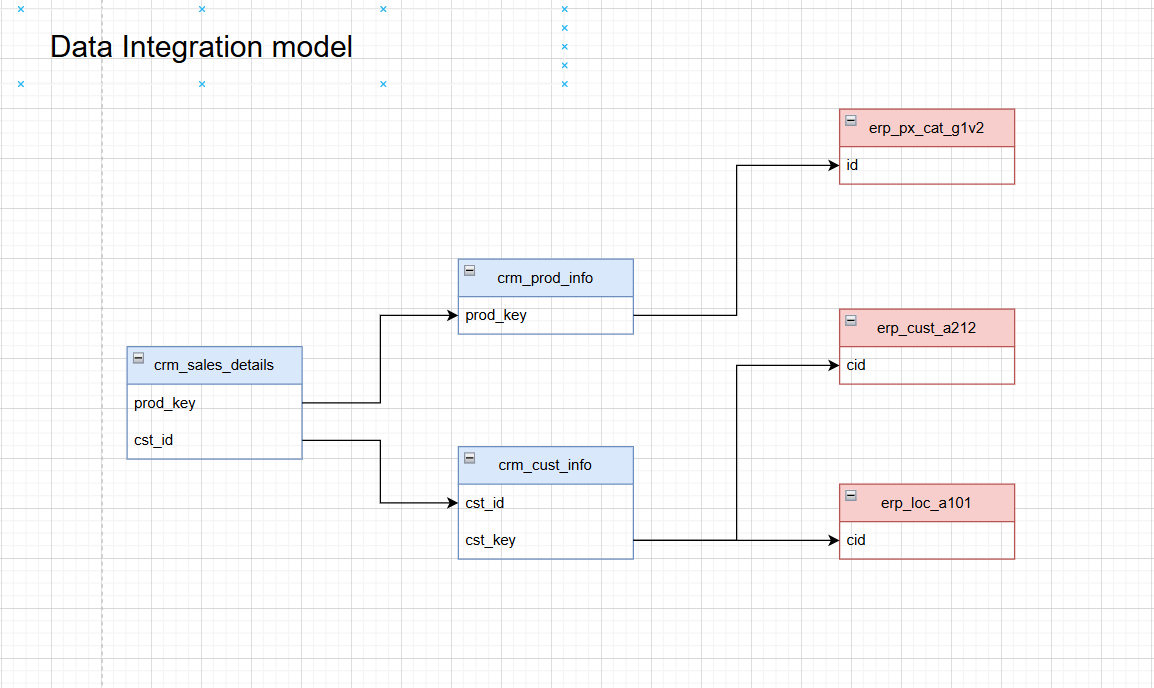 Data Integration model
erp_px_cat_g1v2
id
crm_prod_info
prod_key
erp_cust_a212
cid
crm_sales_details
prod_key
cst_id
crm_cust_info
cst_id
cst_key
erp_loc_a101
cid